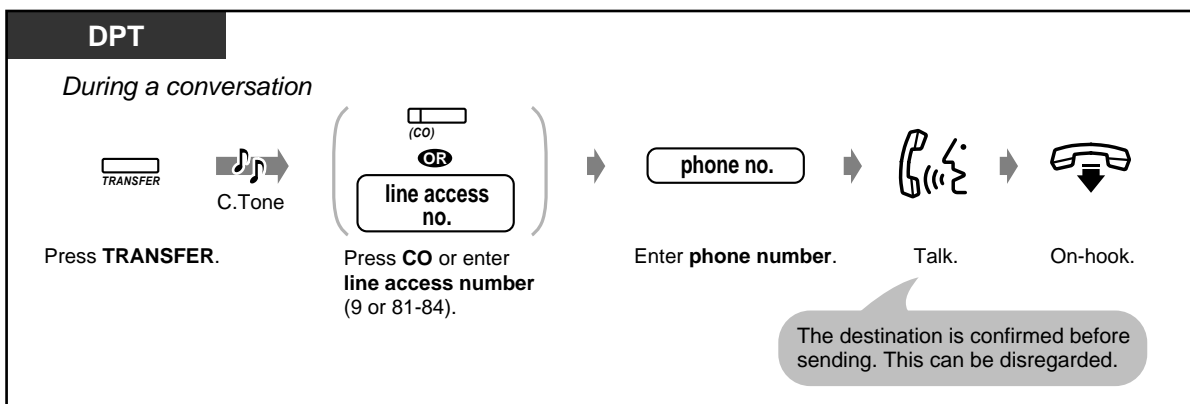 DPT
During a conversation
TRANSFER
C.Tone
(CO)
OR
line access
no.
phone no.
Press TRANSFER.
Press CO or enter
line access number
(9 or 81-84).
Enter phone number.
Talk.
On-hook.
The destination is confirmed before
sending. This can be disregarded.